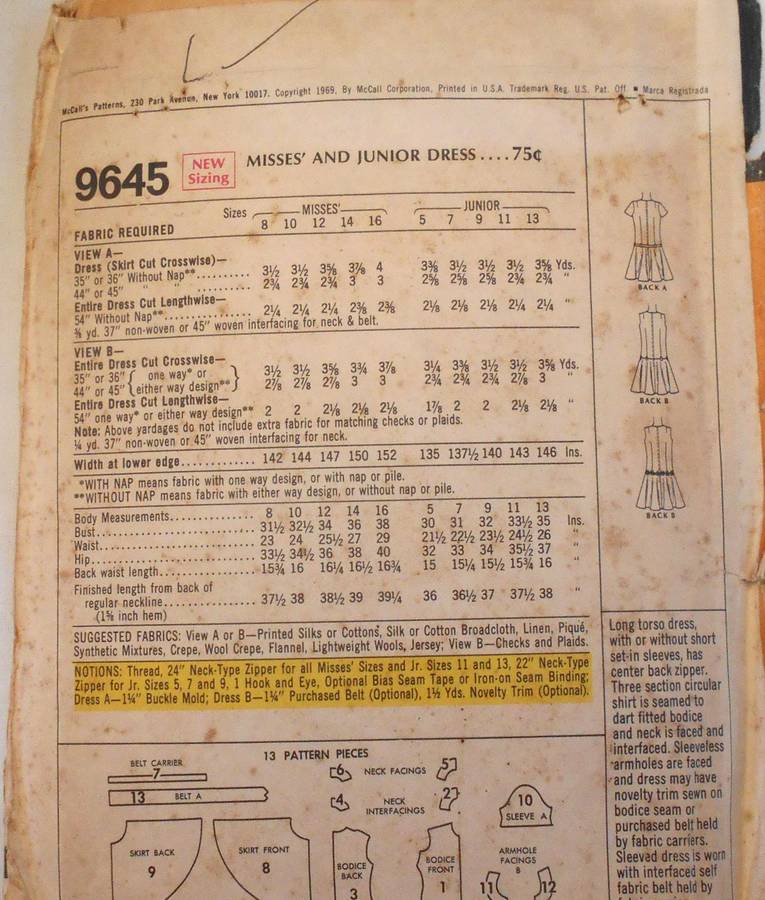 McCall's Patterns, 230 Park Avenue, New York 10017. Copyright 1969, By McCall Corporation, Printed in U.S.A. Trademark Reg. U.S. Pat. Off. ■ Marca Registrada
9645 NEW Sizing MISSES' AND JUNIOR DRESS....75¢
Sizes MISSES' JUNIOR
8 10 12 14 16 5 7 9 11 13
FABRIC REQUIRED
VIEW A—
Dress (Skirt Cut Crosswise)—
35" or 36" Without Nap**.......... 3½ 3½ 3⅝ 3⅞ 4 3⅜ 3½ 3½ 3½ 3⅝ Yds.
44" or 45" " " .......... 2¾ 2¾ 2¾ 3 3 2⅝ 2⅝ 2⅝ 2¾ 2¾ "
Entire Dress Cut Lengthwise—
54" Without Nap**................ 2¼ 2¼ 2¼ 2⅜ 2⅜ 2⅛ 2⅛ 2⅛ 2¼ 2¼ "
⅜ yd. 37" non-woven or 45" woven interfacing for neck & belt.
VIEW B—
Entire Dress Cut Crosswise—
35" or 36" { one way* or } 3½ 3½ 3⅝ 3¾ 3⅞ 3¼ 3⅜ 3½ 3½ 3⅝ Yds.
44" or 45" { either way design** } 2⅞ 2⅞ 2⅞ 3 3 2¾ 2¾ 2¾ 2⅞ 3 "
Entire Dress Cut Lengthwise—
54" one way* or either way design** 2 2 2⅛ 2⅛ 2⅛ 1⅞ 2 2 2⅛ 2⅛ "
Note: Above yardages do not include extra fabric for matching checks or plaids.
¼ yd. 37" non-woven or 45" woven interfacing for neck.
Width at lower edge............. 142 144 147 150 152 135 137½ 140 143 146 Ins.
*WITH NAP means fabric with one way design, or with nap or pile.
**WITHOUT NAP means fabric with either way design, or without nap or pile.
Body Measurements............... 8 10 12 14 16 5 7 9 11 13
Bust............................ 31½ 32½ 34 36 38 30 31 32 33½ 35 Ins.
Waist........................... 23 24 25½ 27 29 21½ 22½ 23½ 24½ 26 "
Hip............................. 33½ 34½ 36 38 40 32 33 34 35½ 37 "
Back waist length............... 15¾ 16 16¼ 16½ 16¾ 15 15¼ 15½ 15¾ 16 "
Finished length from back of
regular neckline................ 37½ 38 38½ 39 39¼ 36 36½ 37 37½ 38 "
(1⅝ inch hem)
SUGGESTED FABRICS: View A or B—Printed Silks or Cottons, Silk or Cotton Broadcloth, Linen, Piqué,
Synthetic Mixtures, Crepe, Wool Crepe, Flannel, Lightweight Wools, Jersey; View B—Checks and Plaids.
NOTIONS: Thread, 24" Neck-Type Zipper for all Misses' Sizes and Jr. Sizes 11 and 13, 22" Neck-Type
Zipper for Jr. Sizes 5, 7 and 9, 1 Hook and Eye, Optional Bias Seam Tape or Iron-on Seam Binding;
Dress A—1¼" Buckle Mold; Dress B—1¼" Purchased Belt (Optional), 1½ Yds. Novelty Trim (Optional).
BACK A
BACK B
BACK B
Long torso dress,
with or without short
set-in sleeves, has
center back zipper.
Three section circular
shirt is seamed to
dart fitted bodice
and neck is faced and
interfaced. Sleeveless
armholes are faced
and dress may have
novelty trim sewn on
bodice seam or
purchased belt held
by fabric carriers.
Sleeved dress is worn
with interfaced self
fabric belt held by
13 PATTERN PIECES
BELT CARRIER
7
13 BELT A
6 NECK FACINGS 5
4 NECK INTERFACINGS 2
10
SLEEVE A
SKIRT BACK
9
SKIRT FRONT
8
BODICE
BACK
3
BODICE
FRONT
1
ARMHOLE
FACINGS
B
11 12